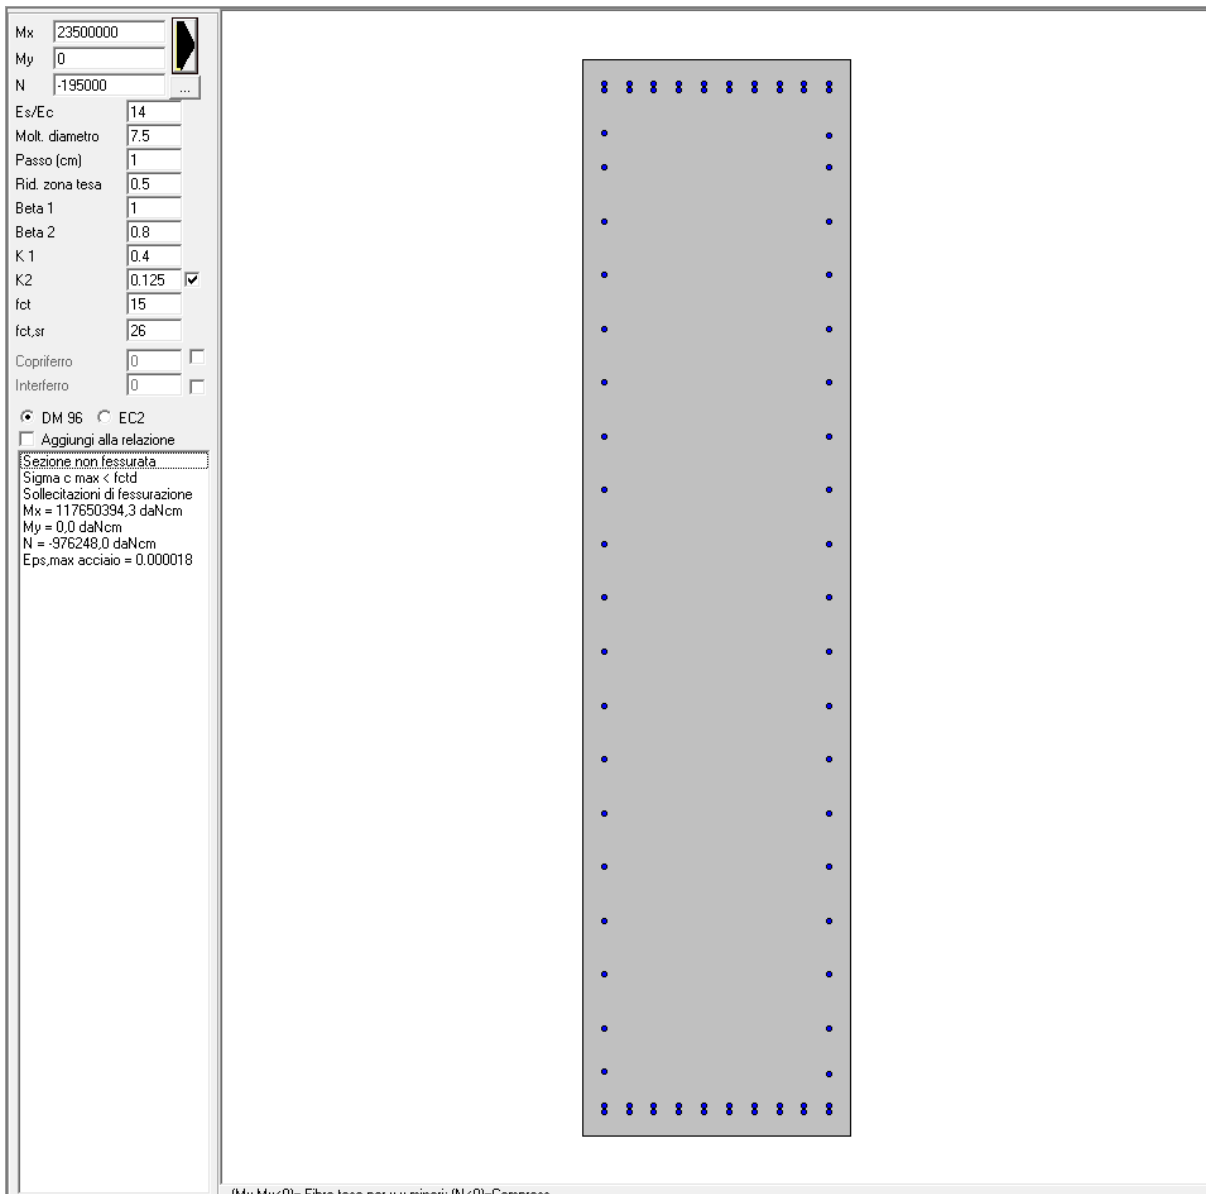 Mx 23500000
My 0
N -195000
...
Es/Ec 14
Molt. diametro 7.5
Passo (cm) 1
Rid. zona tesa 0.5
Beta 1 1
Beta 2 0.8
K 1 0.4
K2 0.125
fct 15
fct,sr 26
Copriferro 0
Interferro 0
DM 96 EC2
Aggiungi alla relazione
Sezione non fessurata
Sigma c max < fctd
Sollecitazioni di fessurazione
Mx = 117650394,3 daNcm
My = 0,0 daNcm
N = -976248,0 daNcm
Eps,max acciaio = 0.000018